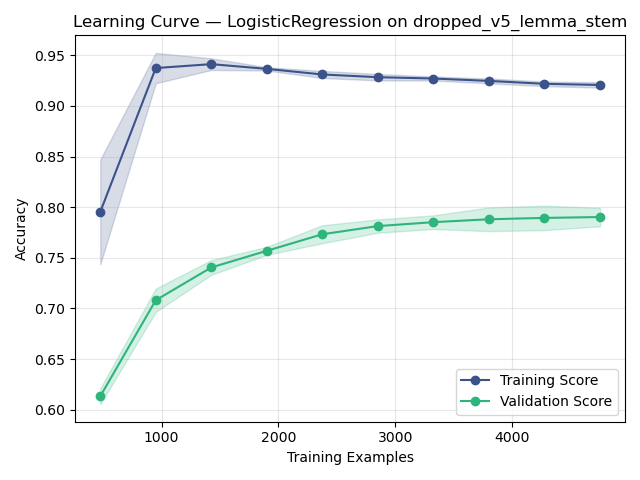 Learning Curve — LogisticRegression on dropped_v5_lemma_stem
Accuracy
0.95
0.90
0.85
0.80
0.75
0.70
0.65
0.60
1000 2000 3000 4000
Training Examples
Training Score
Validation Score